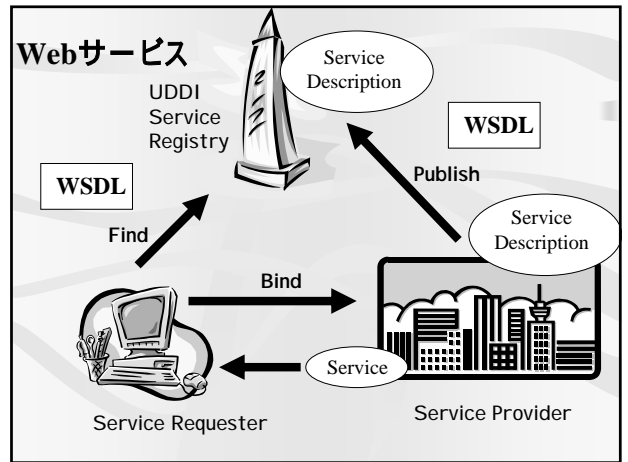 Webサービス
Service
Description
UDDI
Service
Registry
WSDL
WSDL
Publish
Find
Service
Description
Bind
Service
Service Requester
Service Provider